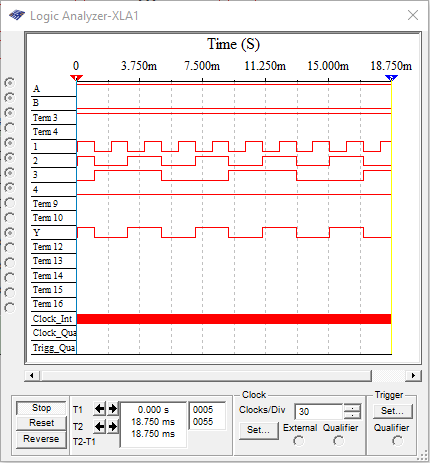 Logic Analyzer-XLA1
Time (S)
0 3.750m 7.500m 11.250m 15.000m 18.750m
1 2
A
B
Term 3
Term 4
1
2
3
4
Term 9
Term 10
Y
Term 12
Term 13
Term 14
Term 15
Term 16
Clock_Int
Clock_Qua
Trigg_Qua
Stop
Reset
Reverse
T1 0.000 s 0005
T2 18.750 ms 0055
T2-T1 18.750 ms
Clock
Clocks/Div 30
Set... External Qualifier
Trigger
Set...
Qualifier